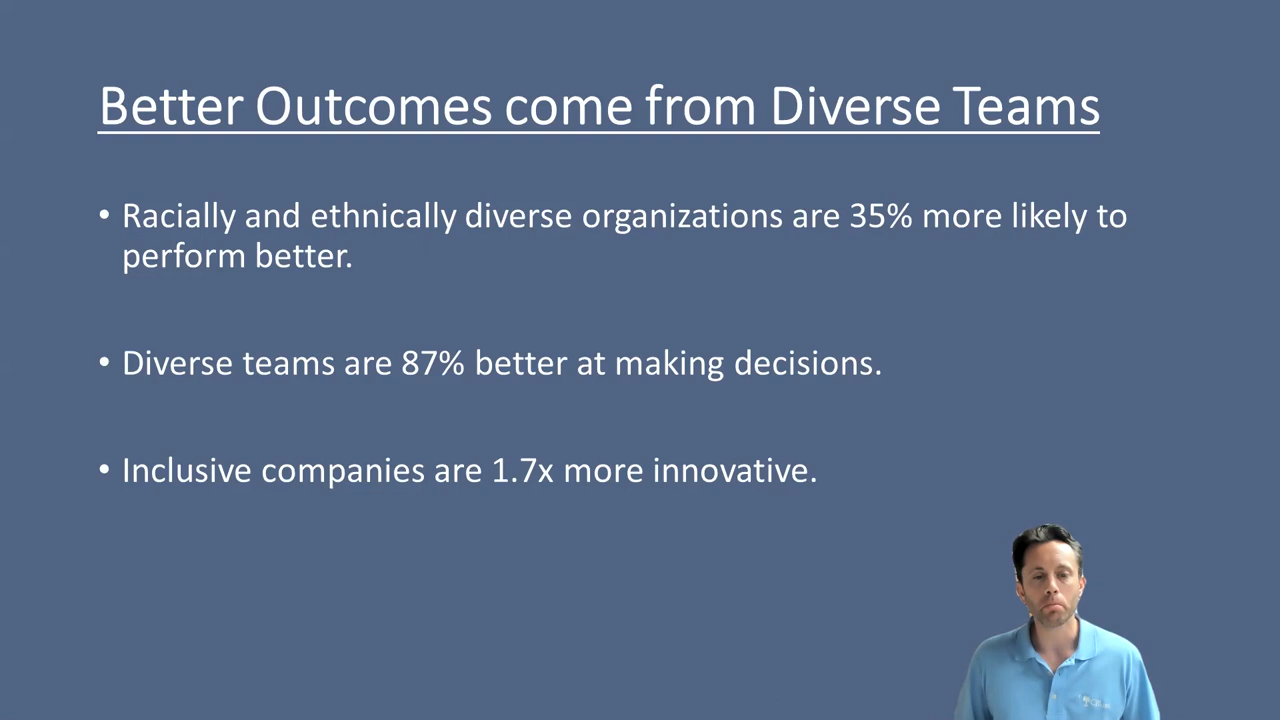 Better Outcomes come from Diverse Teams
• Racially and ethnically diverse organizations are 35% more likely to
perform better.
• Diverse teams are 87% better at making decisions.
• Inclusive companies are 1.7x more innovative.